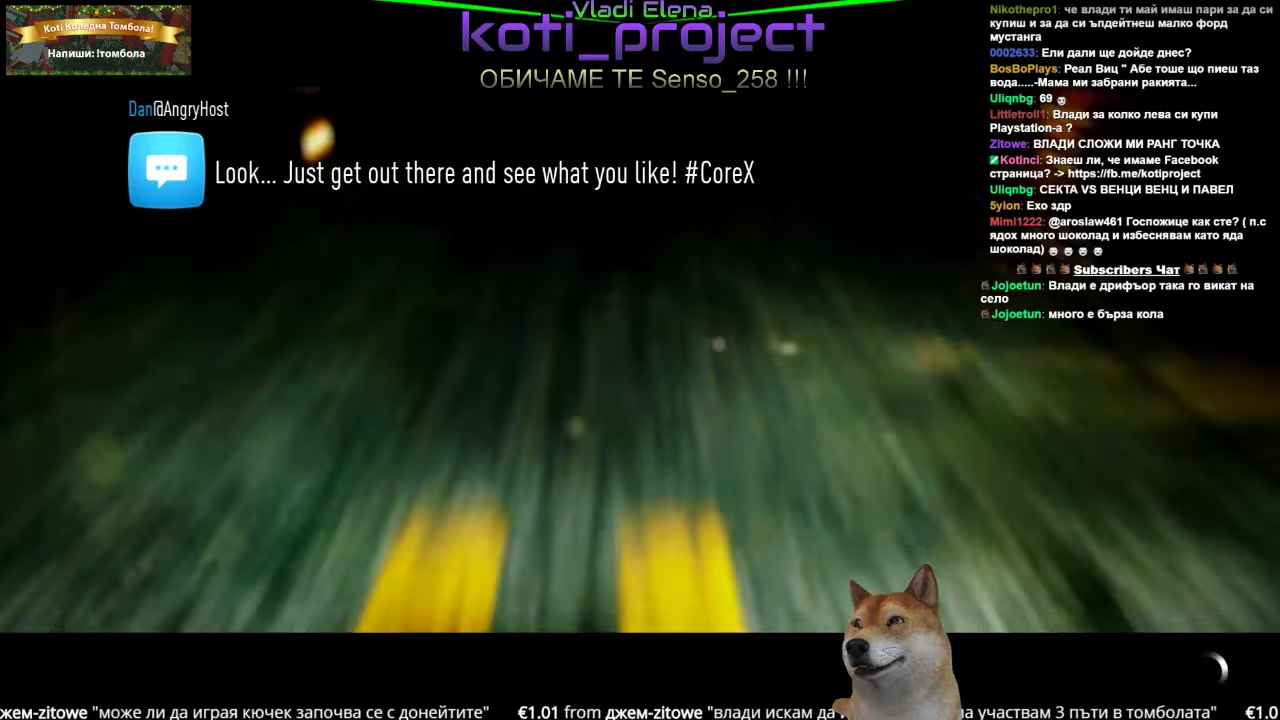 Koti Коледна Томбола!
Напиши: !томбола
Vladi Elena
koti_project
ОБИЧАМЕ ТЕ Senso_258 !!!
Dan@AngryHost
Look... Just get out there and see what you like! #CoreX
Nikothepro1: че влади ти май имаш пари за да си
купиш и за да си ъпдейтнеш малко форд
мустанга
0002633: Ели дали ще дойде днес?
BosBoPlays: Реал Виц " Абе тоше що пиеш таз
вода.....-Мама ми забрани ракията...
Uliqnbg: 69
Littletroll1: Влади за колко лева си купи
Playstation-а ?
Zitowe: ВЛАДИ СЛОЖИ МИ РАНГ ТОЧКА
Kotinci: Знаеш ли, че имаме Facebook
страница? -> https://fb.me/kotiproject
Uliqnbg: СЕКТА VS ВЕНЦИ ВЕНЦ И ПАВЕЛ
5yion: Ехо здр
Mimi1222: @aroslaw461 Госпожице как сте? ( п.с
ядох много шоколад и избеснявам като яда
шоколад)
Subscribers Чат
Jojoetun: Влади е дрифъор така го викат на
село
Jojoetun: много е бърза кола
жем-zitowe "може ли да играя кючек започва се с донейтите" €1.01 from джем-zitowe "влади искам да участвам 3 пъти в томболата" €1.0